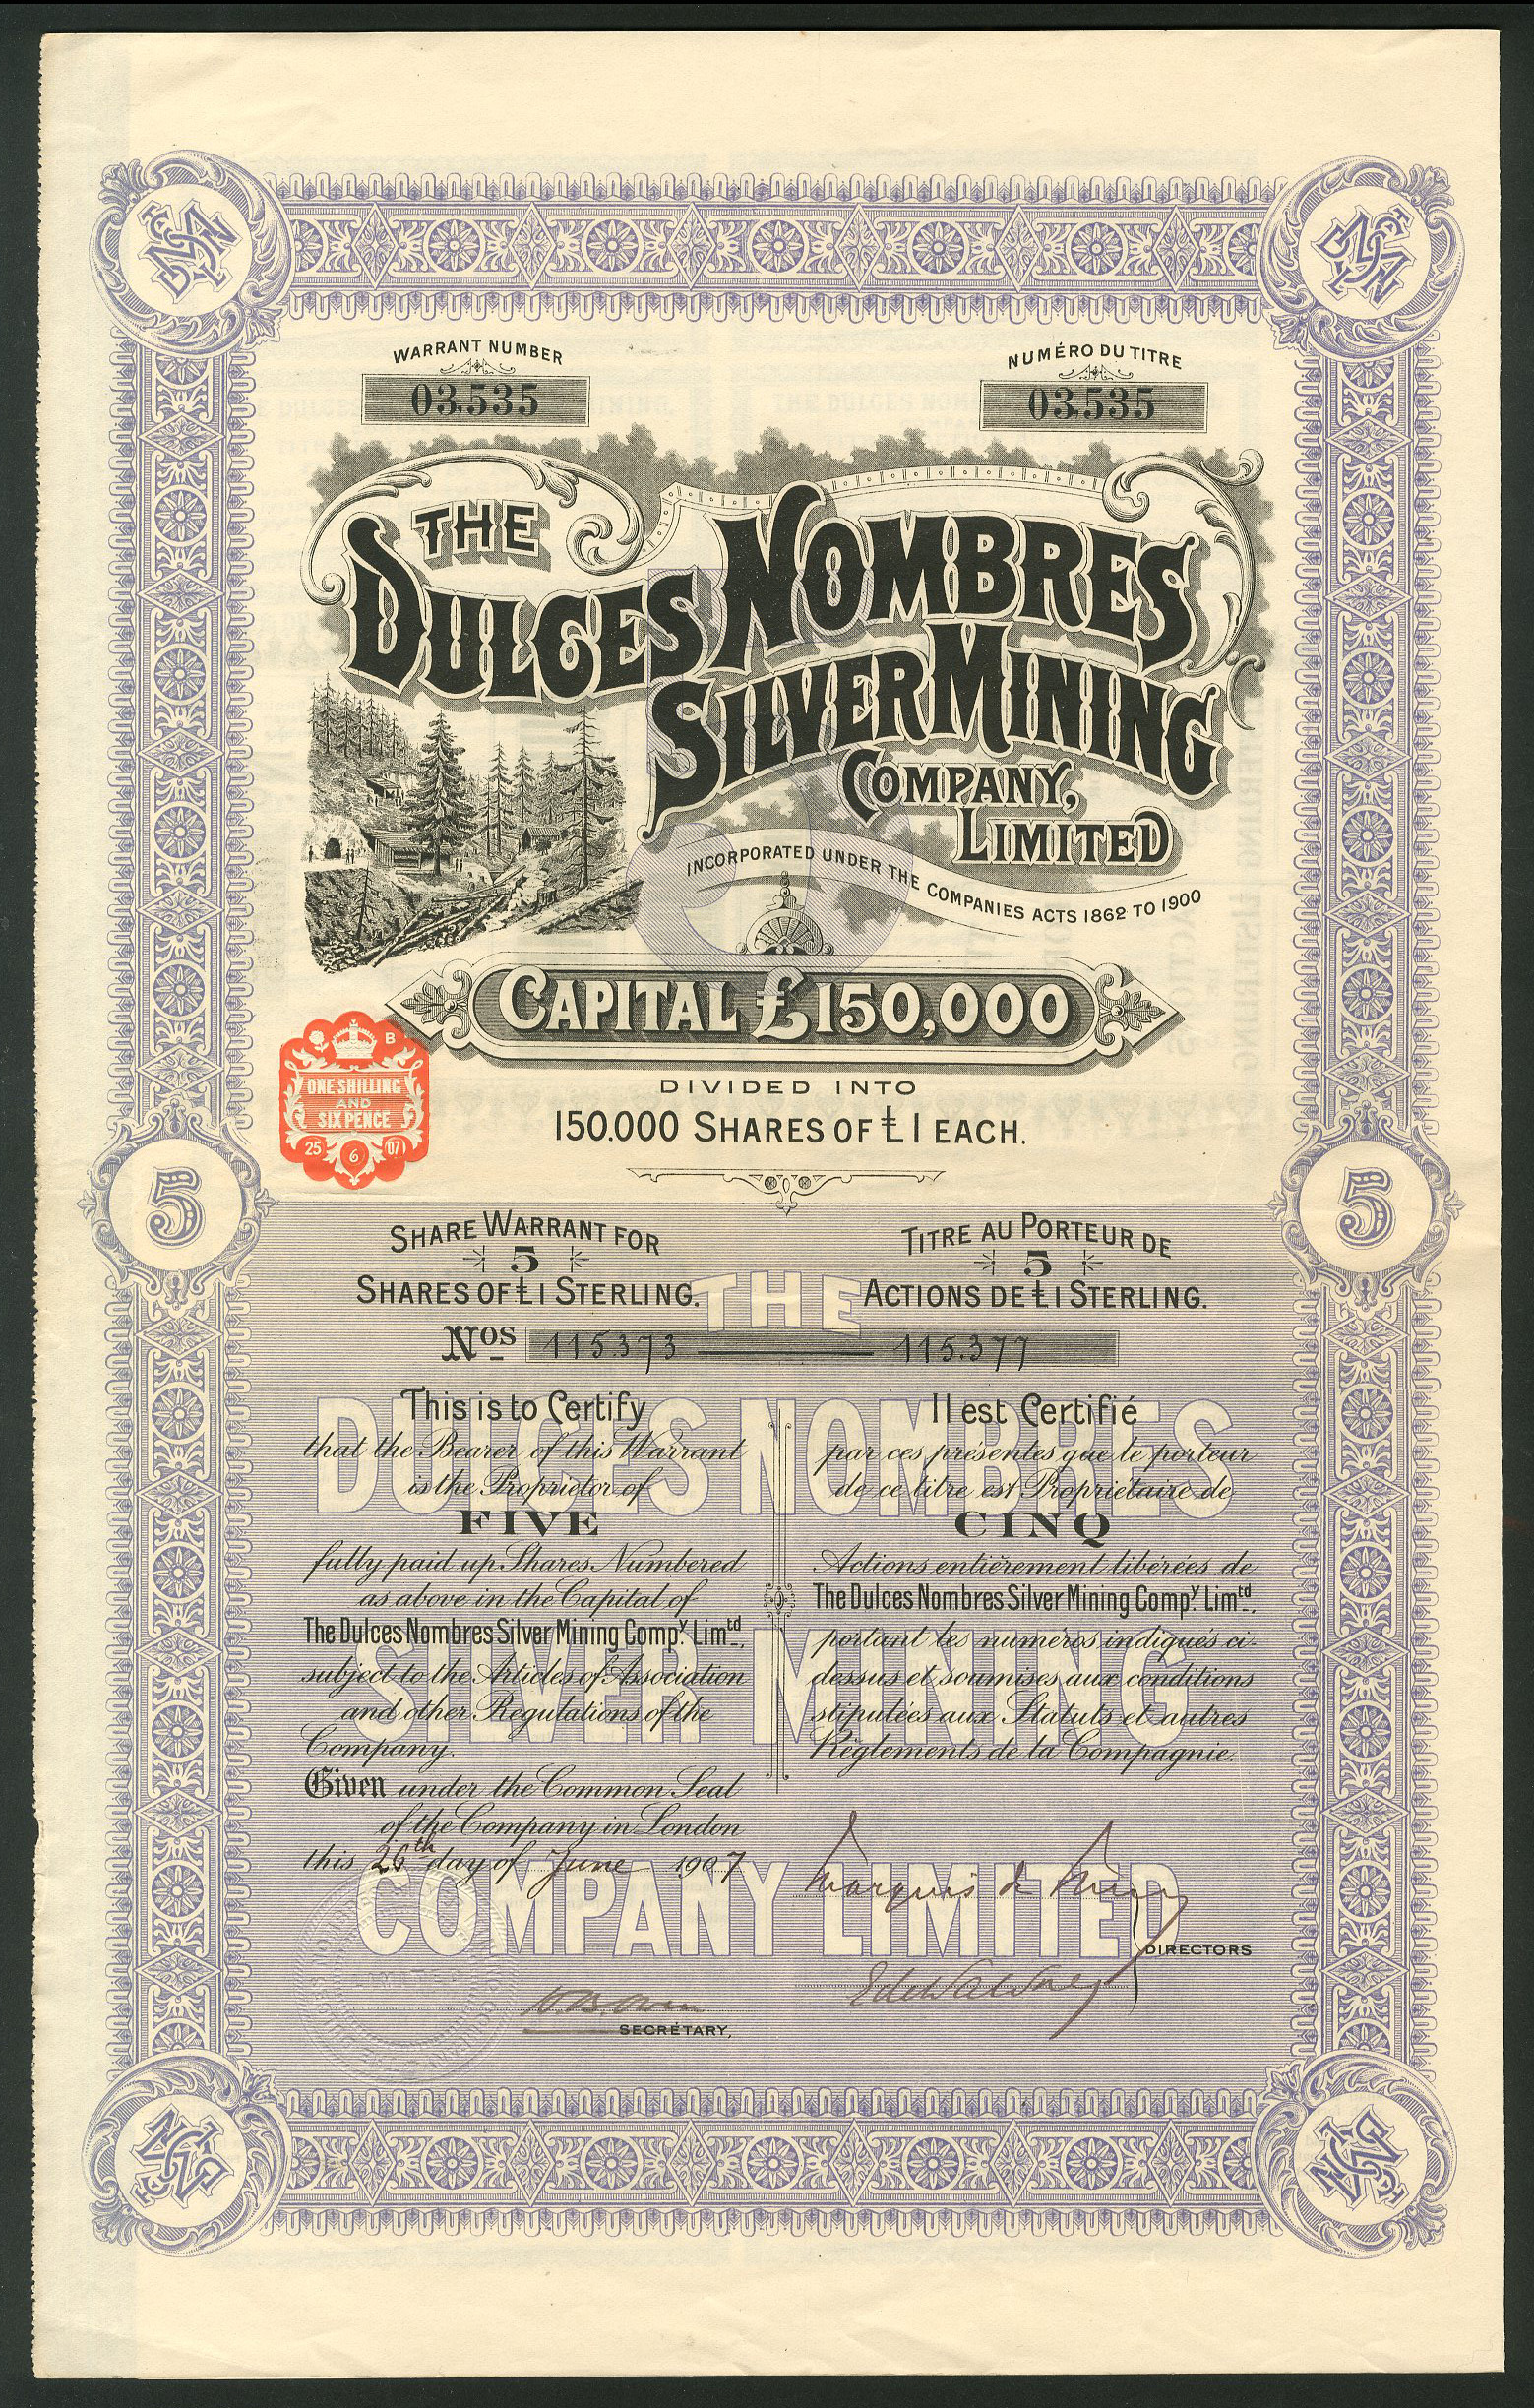 WARRANT NUMBER
03,535
NUMÉRO DU TITRE
03,535
THE
DULCES NOMBRES
SILVER MINING
COMPANY,
LIMITED
INCORPORATED UNDER THE COMPANIES ACTS 1862 TO 1900
CAPITAL £150,000
DIVIDED INTO
150.000 SHARES OF £1 EACH.
B
ONE SHILLING
AND
SIX PENCE
25 6 07
5
5
SHARE WARRANT FOR
5
SHARES OF £1 STERLING.
TITRE AU PORTEUR DE
5
ACTIONS DE £1 STERLING.
Nos 115.373 — 115.377
THE
DULCES NOMBRES
SILVER MINING
COMPANY LIMITED
This is to Certify
that the Bearer of this Warrant
is the Proprietor of
FIVE
fully paid up Shares Numbered
as above in the Capital of
The Dulces Nombres Silver Mining Compy. Limtd.,
subject to the Articles of Association
and other Regulations of the
Company.
Given under the Common Seal
of the Company in London
this 26th day of June 1907
Il est Certifié
par ces présentes que le porteur
de ce titre est Propriétaire de
CINQ
Actions entièrement libérées de
The Dulces Nombres Silver Mining Compy. Limtd.,
portant les numéros indiqués ci-
dessus et soumises aux conditions
stipulées aux Statuts et autres
Règlements de la Compagnie.
Marquis de
DIRECTORS
SECRETARY,